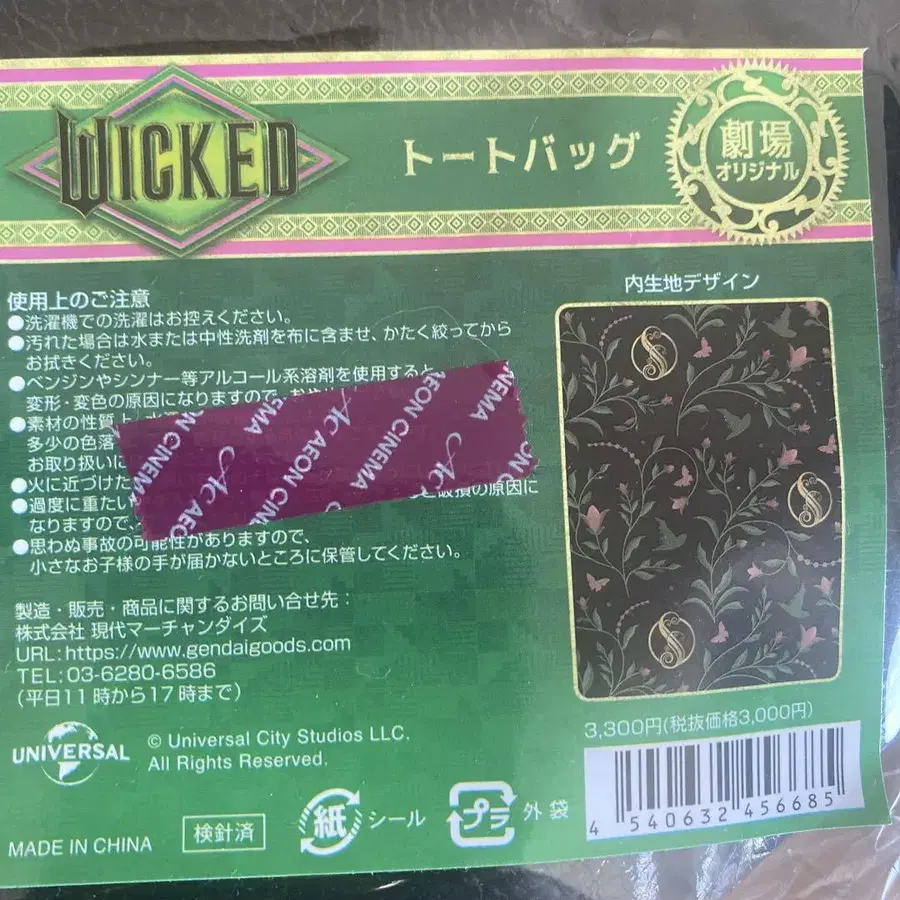 WICKED
トートバッグ
劇場
オリジナル
使用上のご注意
●洗濯機での洗濯はお控えください。
●汚れた場合は水または中性洗剤を布に含ませ、かたく絞ってから
お拭きください。
●ベンジンやシンナー等アルコール系溶剤を使用すると
変形・変色の原因になりますので、
●素材の性質上、
多少の色落
お取り扱いに
●火に近づけた
●過度に重たい
破損の原因に
なりますので、
●思わぬ事故の可能性がありますので、
小さなお子様の手が届かないところに保管してください。
AEON CINEMA
AC AEON CINEMA
AC AEON CINEMA
製造・販売・商品に関するお問い合せ先：
株式会社 現代マーチャンダイズ
URL:https://www.gendaigoods.com
TEL:03-6280-6586
(平日11時から17時まで)
UNIVERSAL
© Universal City Studios LLC.
All Rights Reserved.
MADE IN CHINA
検針済
紙
シール
プラ
外袋
内生地デザイン
3,300円(税抜価格3,000円)
4 540632 456685